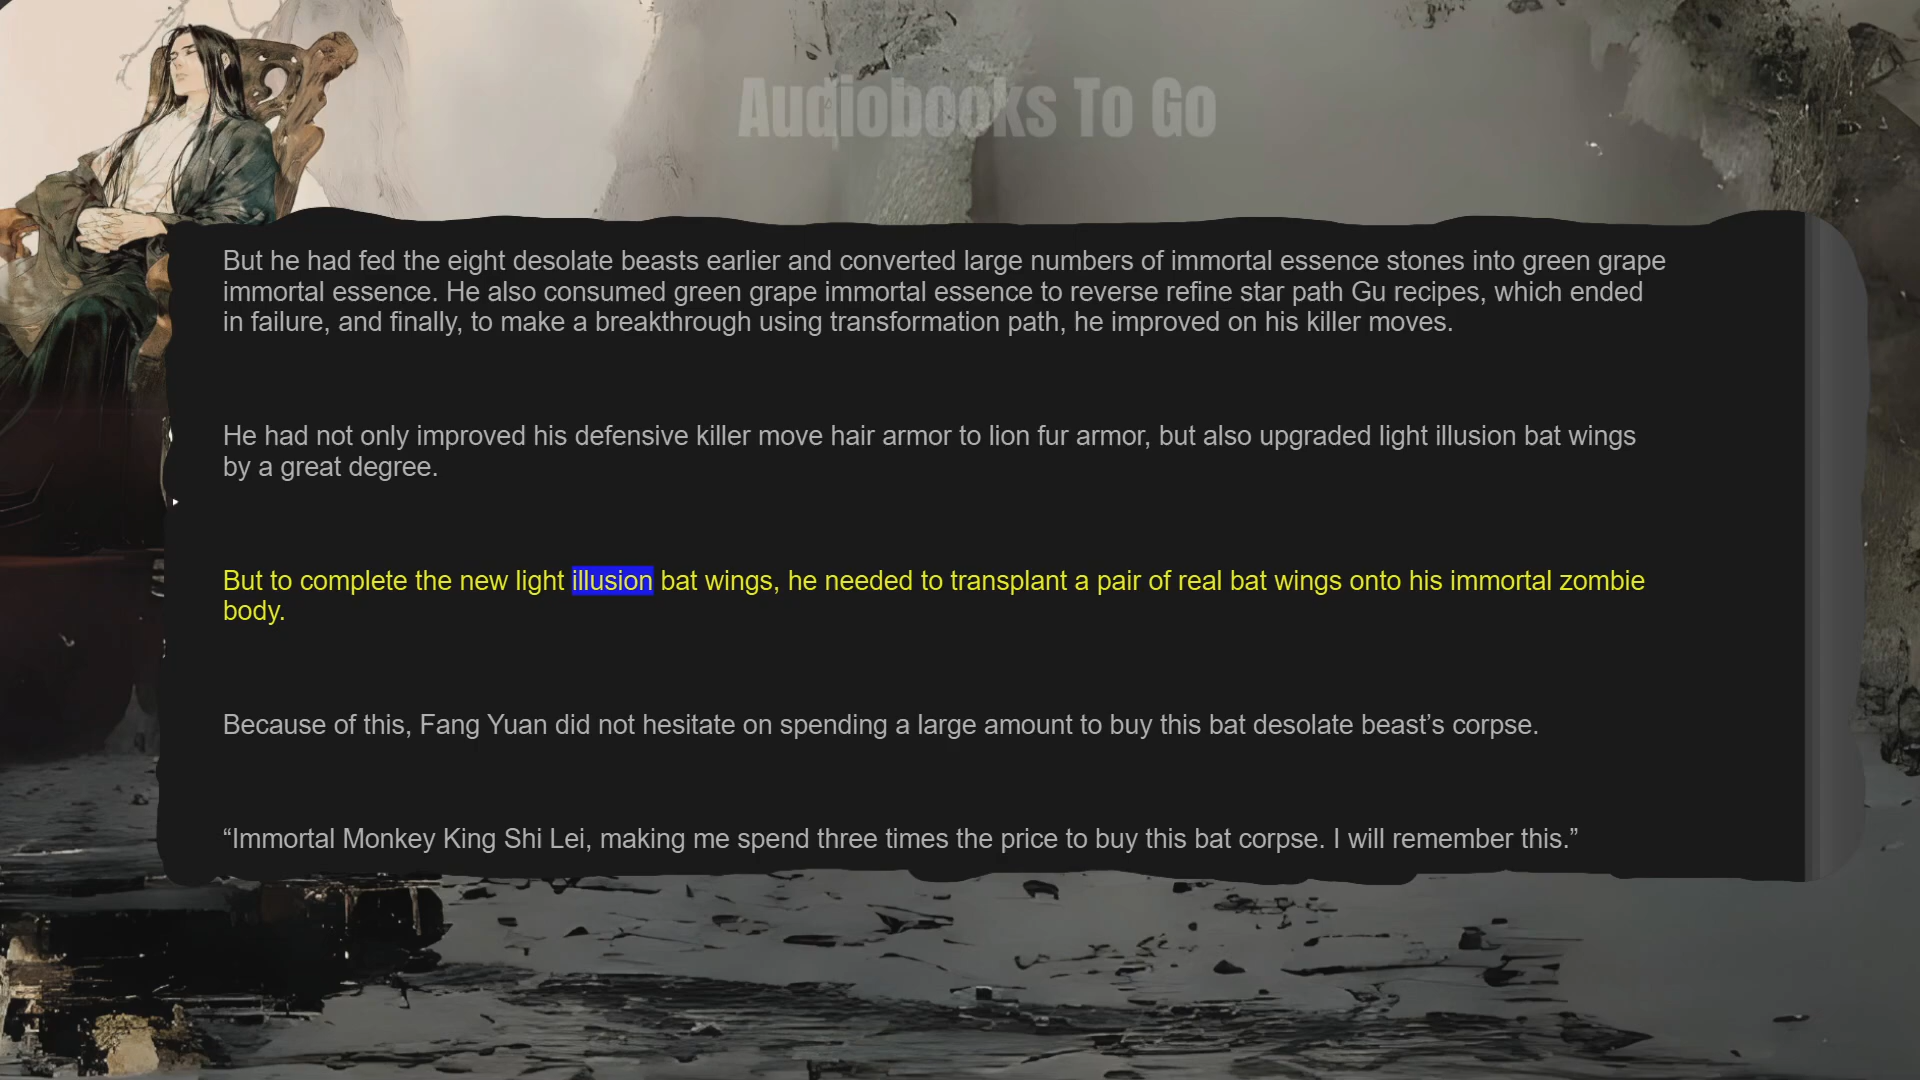 Audiobooks To Go
But he had fed the eight desolate beasts earlier and converted large numbers of immortal essence stones into green grape
immortal essence. He also consumed green grape immortal essence to reverse refine star path Gu recipes, which ended
in failure, and finally, to make a breakthrough using transformation path, he improved on his killer moves.
He had not only improved his defensive killer move hair armor to lion fur armor, but also upgraded light illusion bat wings
by a great degree.
But to complete the new light illusion bat wings, he needed to transplant a pair of real bat wings onto his immortal zombie
body.
Because of this, Fang Yuan did not hesitate on spending a large amount to buy this bat desolate beast’s corpse.
“Immortal Monkey King Shi Lei, making me spend three times the price to buy this bat corpse. I will remember this.”